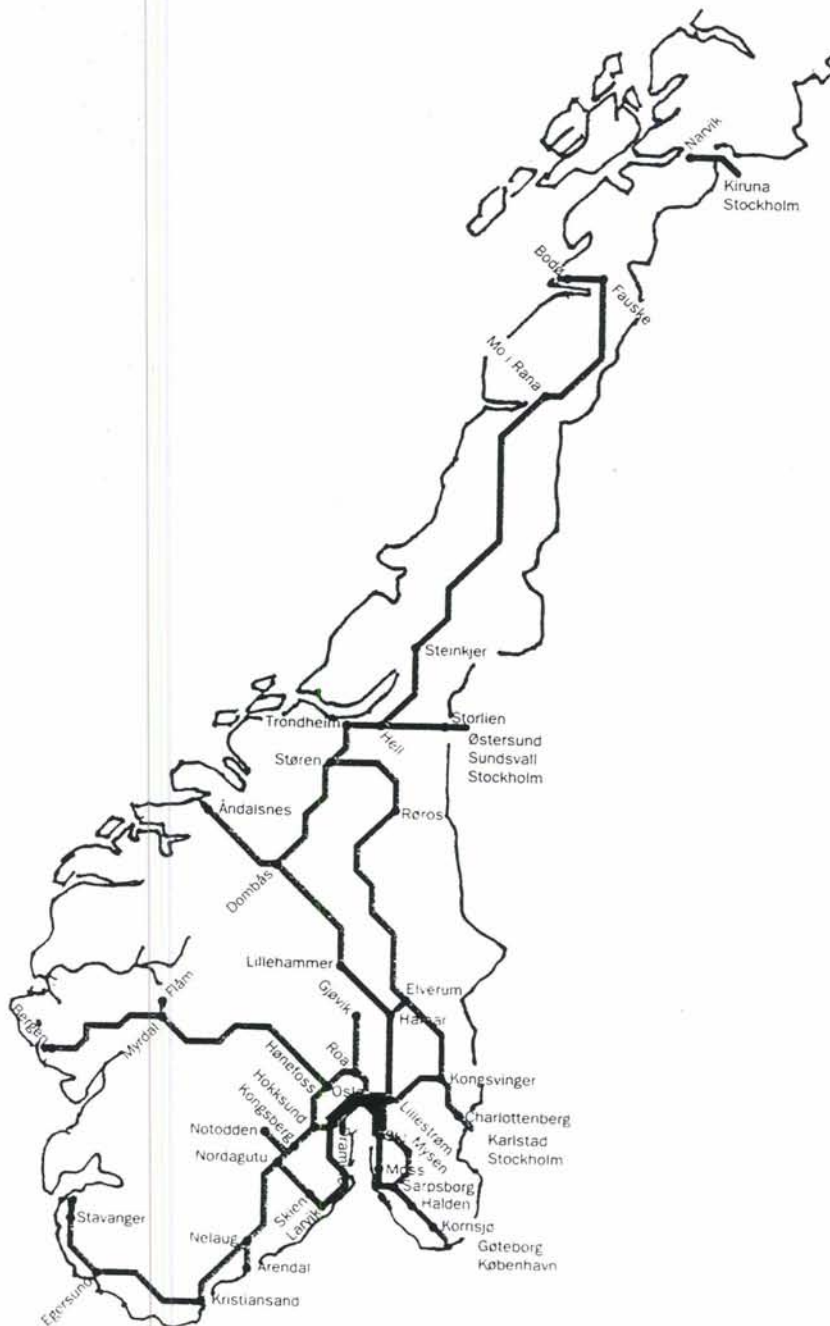 Narvik
Kiruna
Stockholm
Bodø
Fauske
Mo i Rana
Steinkjer
Trondheim
Hell
Storlien
Østersund
Sundsvall
Stockholm
Støren
Åndalsnes
Røros
Dombås
Lillehammer
Elverum
Hamar
Gjøvik
Flåm
Bergen
Myrdal
Roa
Hønefoss
Oslo
Hokksund
Kongsberg
Kongsvinger
Lillestrøm
Charlottenberg
Karlstad
Stockholm
Notodden
Nordagutu
Mysen
Moss
Sarpsborg
Halden
Skien
Larvik
Kornsjø
Stavanger
Nelaug
Gøteborg
København
Arendal
Egersund
Kristiansand